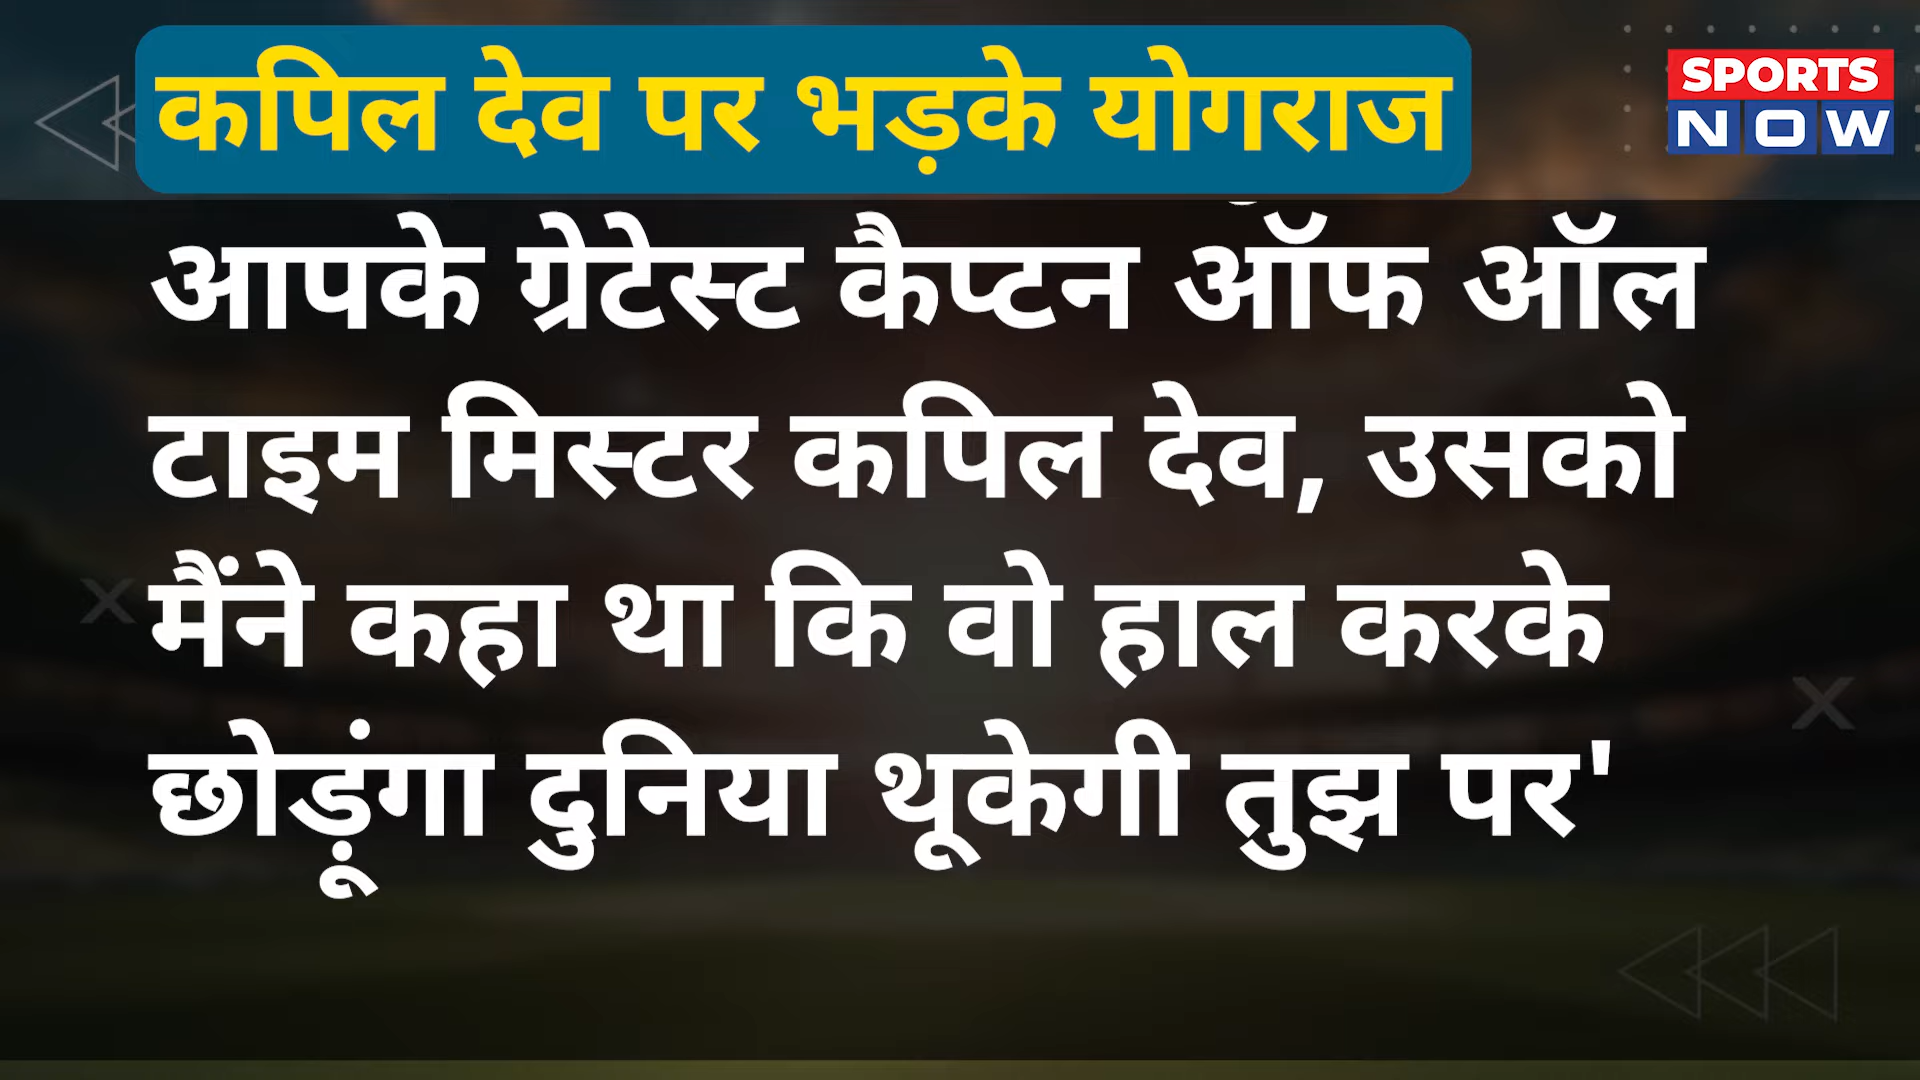 कपिल देव पर भड़के योगराज
SPORTS
NOW
आपके ग्रेटेस्ट कैप्टन ऑफ ऑल
टाइम मिस्टर कपिल देव, उसको
मैंने कहा था कि वो हाल करके
छोड़ूंगा दुनिया थूकेगी तुझ पर'